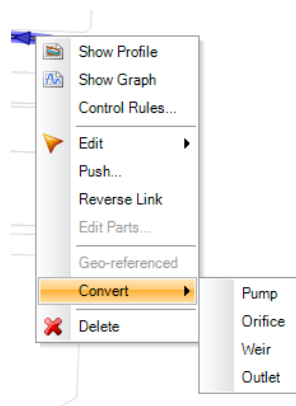 Show Profile
Show Graph
Control Rules...
Edit
Push...
Reverse Link
Edit Parts...
Geo-referenced
Convert
Delete
Pump
Orifice
Weir
Outlet